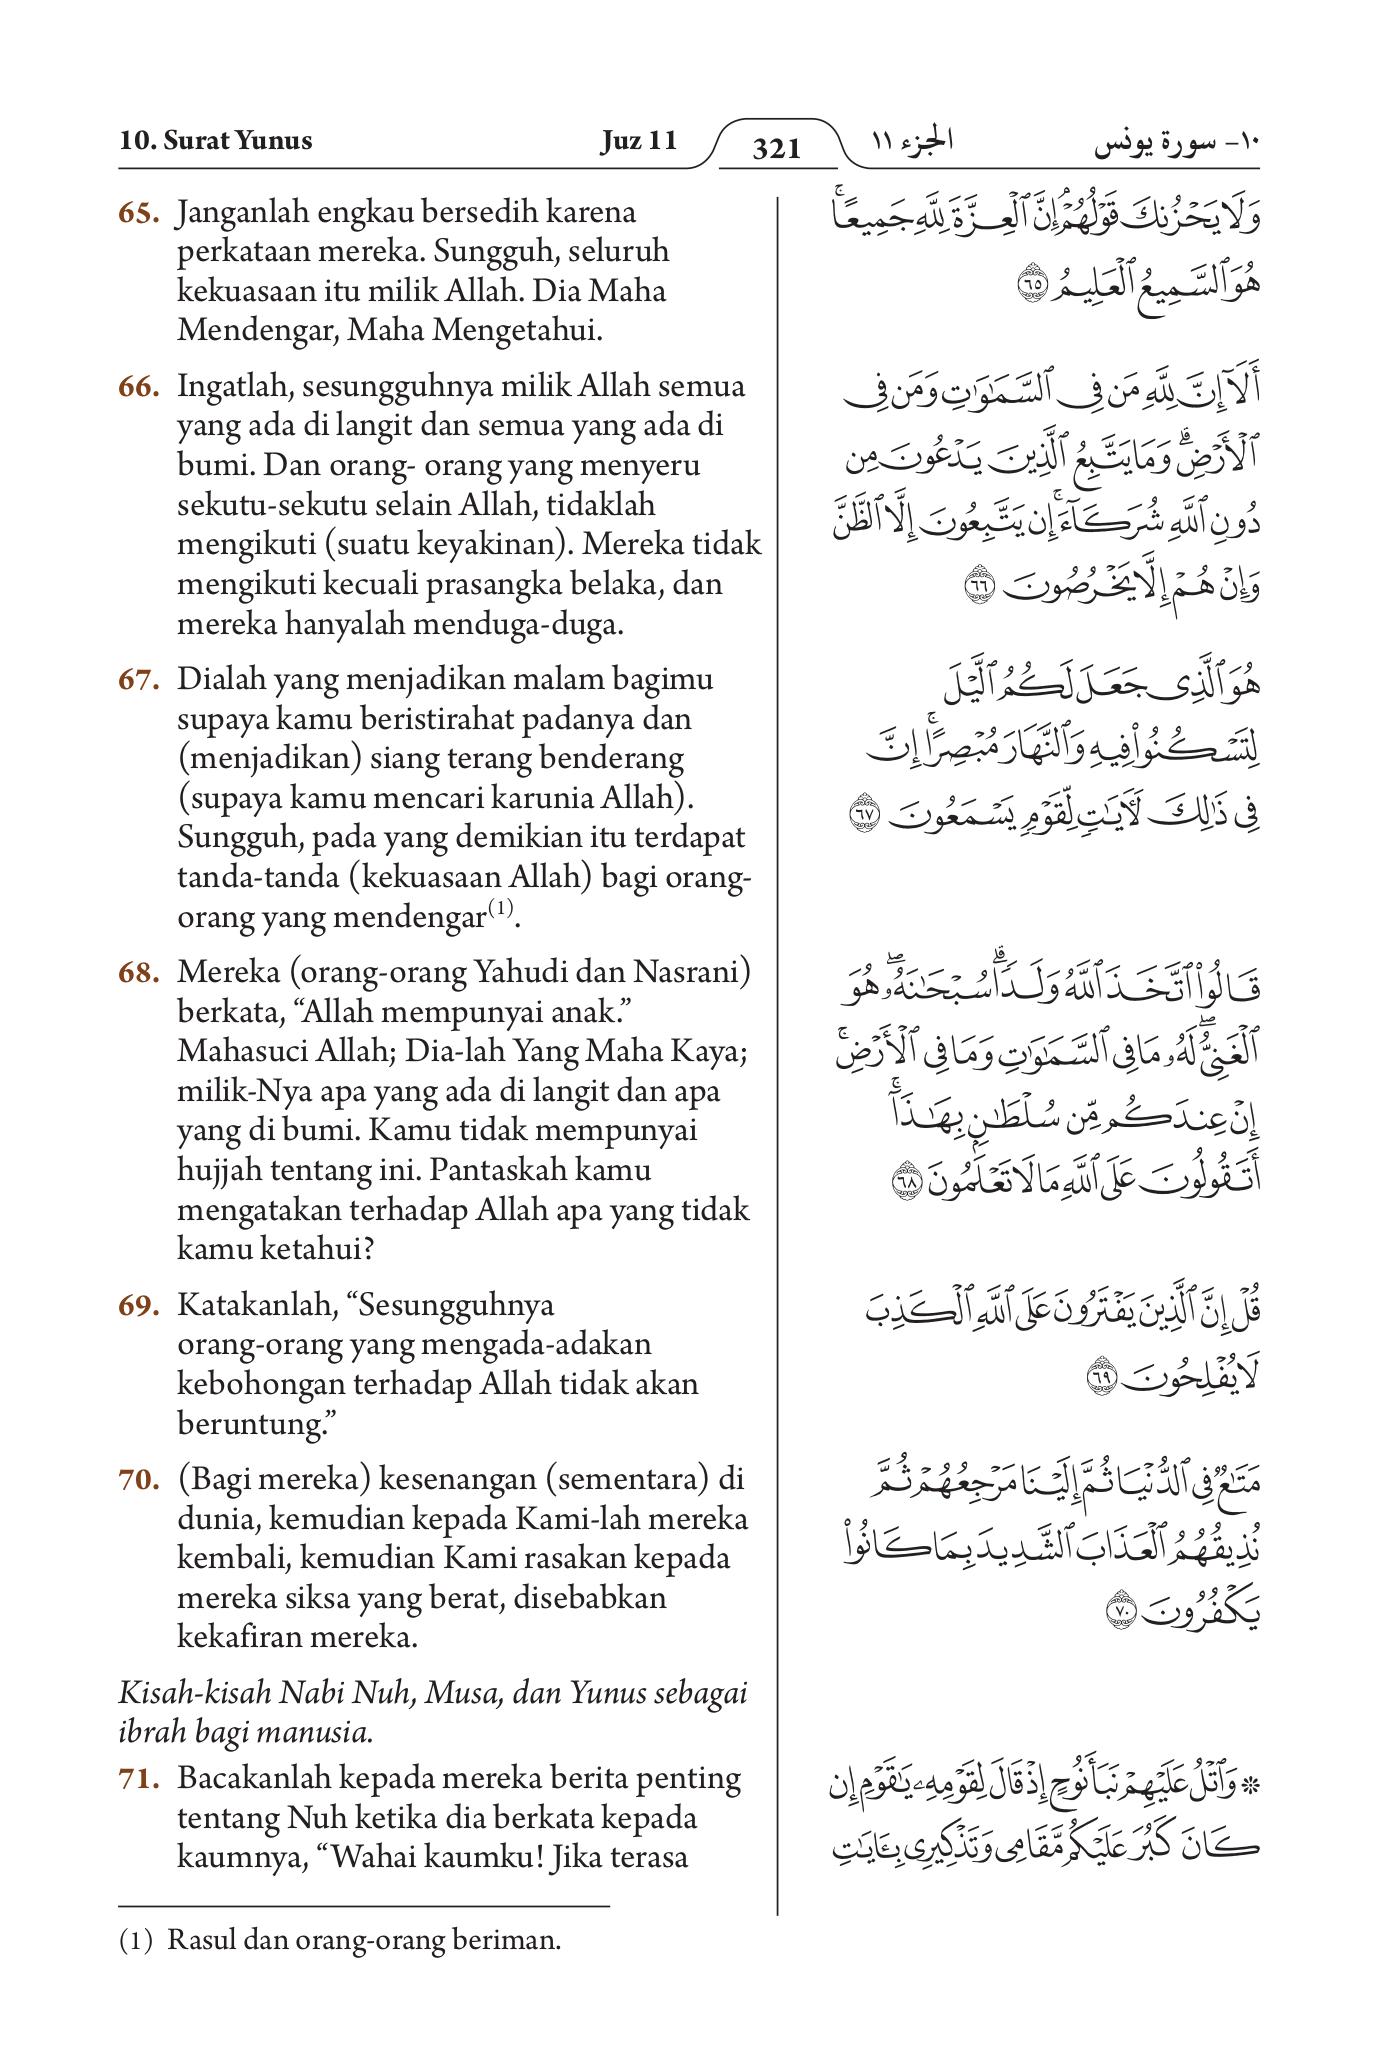 10. Surat Yunus Juz 11 321 الجزء ١١ ١٠- سورة يونس
65. Janganlah engkau bersedih karena
perkataan mereka. Sungguh, seluruh
kekuasaan itu milik Allah. Dia Maha
Mendengar, Maha Mengetahui.
66. Ingatlah, sesungguhnya milik Allah semua
yang ada di langit dan semua yang ada di
bumi. Dan orang- orang yang menyeru
sekutu-sekutu selain Allah, tidaklah
mengikuti (suatu keyakinan). Mereka tidak
mengikuti kecuali prasangka belaka, dan
mereka hanyalah menduga-duga.
67. Dialah yang menjadikan malam bagimu
supaya kamu beristirahat padanya dan
(menjadikan) siang terang benderang
(supaya kamu mencari karunia Allah).
Sungguh, pada yang demikian itu terdapat
tanda-tanda (kekuasaan Allah) bagi orang-
orang yang mendengar(1).
68. Mereka (orang-orang Yahudi dan Nasrani)
berkata, “Allah mempunyai anak.”
Mahasuci Allah; Dia-lah Yang Maha Kaya;
milik-Nya apa yang ada di langit dan apa
yang di bumi. Kamu tidak mempunyai
hujjah tentang ini. Pantaskah kamu
mengatakan terhadap Allah apa yang tidak
kamu ketahui?
69. Katakanlah, “Sesungguhnya
orang-orang yang mengada-adakan
kebohongan terhadap Allah tidak akan
beruntung.”
70. (Bagi mereka) kesenangan (sementara) di
dunia, kemudian kepada Kami-lah mereka
kembali, kemudian Kami rasakan kepada
mereka siksa yang berat, disebabkan
kekafiran mereka.
Kisah-kisah Nabi Nuh, Musa, dan Yunus sebagai
ibrah bagi manusia.
71. Bacakanlah kepada mereka berita penting
tentang Nuh ketika dia berkata kepada
kaumnya, “Wahai kaumku! Jika terasa
(1) Rasul dan orang-orang beriman.
وَلَا يَحْزُنكَ قَوْلُهُمْۘ إِنَّ ٱلْعِزَّةَ لِلَّهِ جَمِيعًاۚ
هُوَ ٱلسَّمِيعُ ٱلْعَلِيمُ ٦٥
أَلَآ إِنَّ لِلَّهِ مَن فِى ٱلسَّمَٰوَٰتِ وَمَن فِى
ٱلْأَرْضِۗ وَمَا يَتَّبِعُ ٱلَّذِينَ يَدْعُونَ مِن
دُونِ ٱللَّهِ شُرَكَآءَۚ إِن يَتَّبِعُونَ إِلَّا ٱلظَّنَّ
وَإِنْ هُمْ إِلَّا يَخْرُصُونَ ٦٦
هُوَ ٱلَّذِى جَعَلَ لَكُمُ ٱلَّيْلَ
لِتَسْكُنُوا۟ فِيهِ وَٱلنَّهَارَ مُبْصِرًاۚ إِنَّ
فِى ذَٰلِكَ لَءَايَٰتٍ لِّقَوْمٍ يَسْمَعُونَ ٦٧
قَالُوا۟ ٱتَّخَذَ ٱللَّهُ وَلَدًاۗ سُبْحَٰنَهُۥۖ هُوَ
ٱلْغَنِىُّۖ لَهُۥ مَا فِى ٱلسَّمَٰوَٰتِ وَمَا فِى ٱلْأَرْضِۚ
إِنْ عِندَكُم مِّن سُلْطَٰنٍۭ بِهَٰذَآۚ
أَتَقُولُونَ عَلَى ٱللَّهِ مَا لَا تَعْلَمُونَ ٦٨
قُلْ إِنَّ ٱلَّذِينَ يَفْتَرُونَ عَلَى ٱللَّهِ ٱلْكَذِبَ
لَا يُفْلِحُونَ ٦٩
مَتَٰعٌ فِى ٱلدُّنْيَا ثُمَّ إِلَيْنَا مَرْجِعُهُمْ ثُمَّ
نُذِيقُهُمُ ٱلْعَذَابَ ٱلشَّدِيدَ بِمَا كَانُوا۟
يَكْفُرُونَ ٧٠
۞ وَٱتْلُ عَلَيْهِمْ نَبَأَ نُوحٍ إِذْ قَالَ لِقَوْمِهِۦ يَٰقَوْمِ إِن
كَانَ كَبُرَ عَلَيْكُم مَّقَامِى وَتَذْكِيرِى بِـَٔايَٰتِ